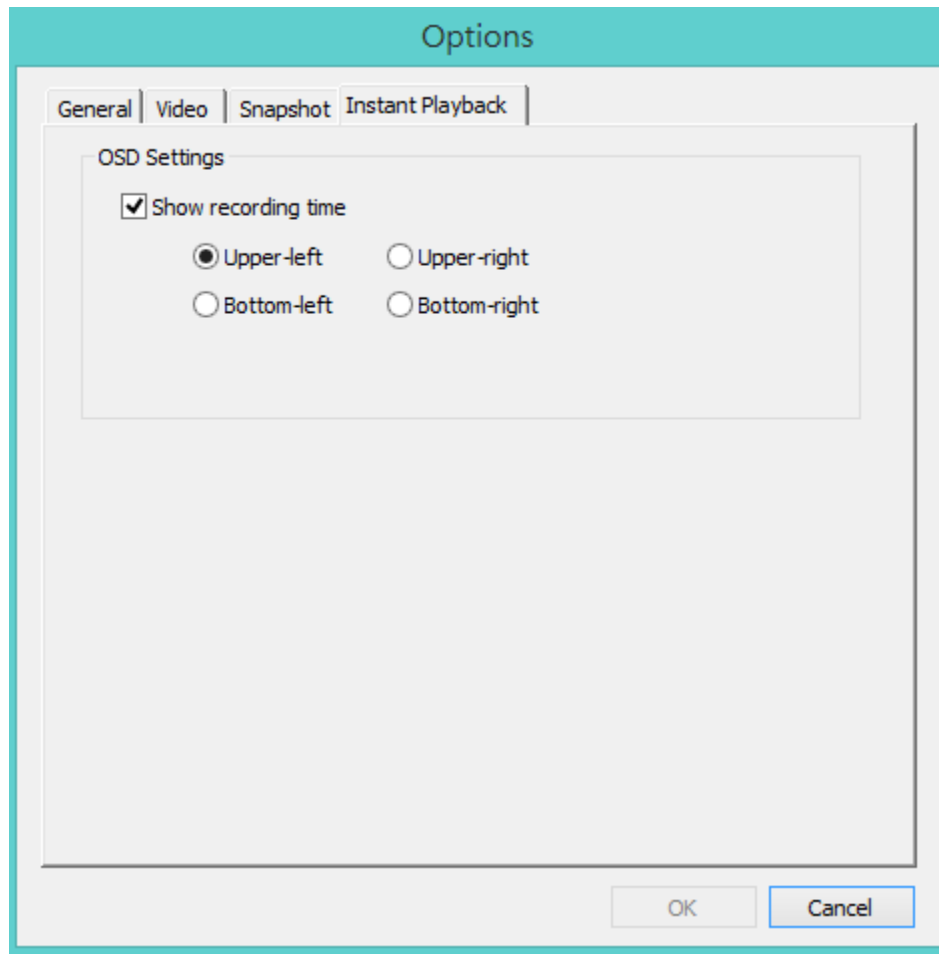 Options
General Video Snapshot Instant Playback
OSD Settings
Show recording time
Upper-left Upper-right
Bottom-left Bottom-right
OK Cancel